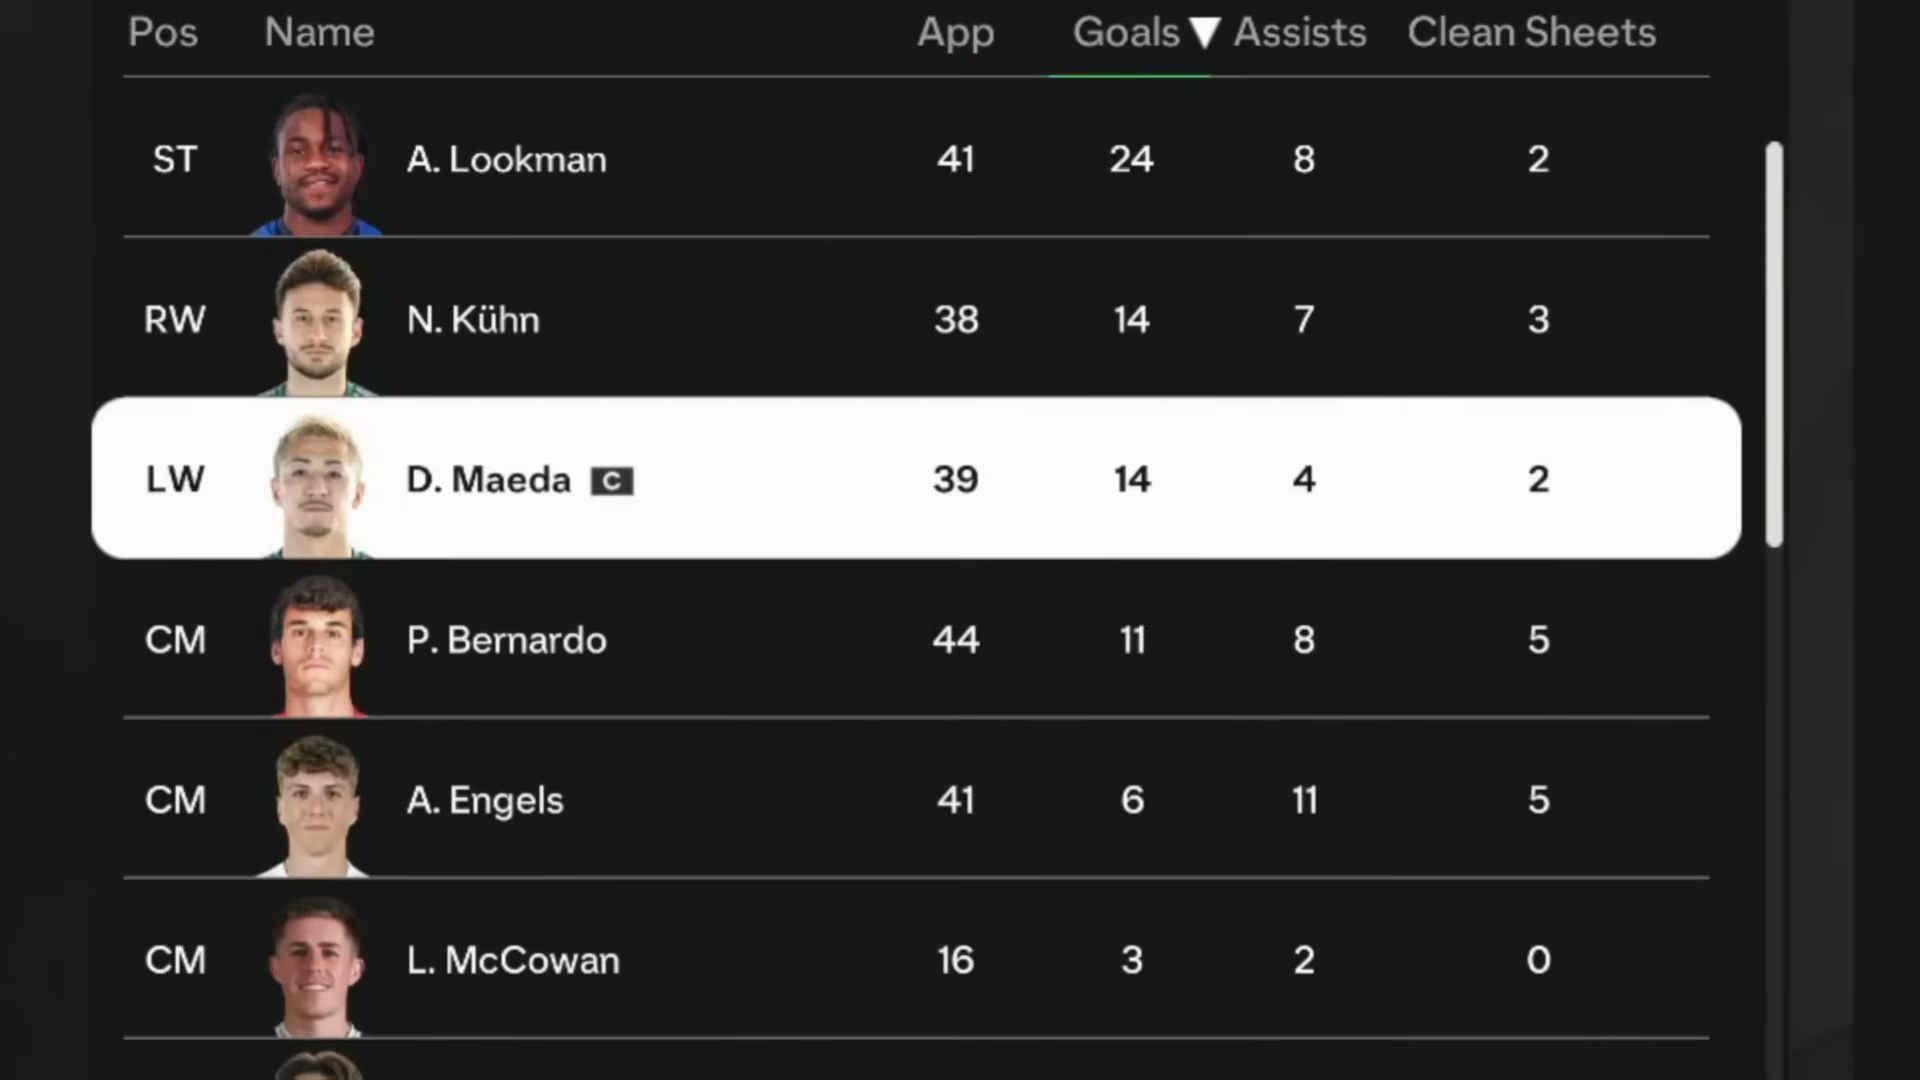 Pos Name App Goals Assists Clean Sheets
ST A. Lookman 41 24 8 2
RW N. Kühn 38 14 7 3
LW D. Maeda C 39 14 4 2
CM P. Bernardo 44 11 8 5
CM A. Engels 41 6 11 5
CM L. McCowan 16 3 2 0